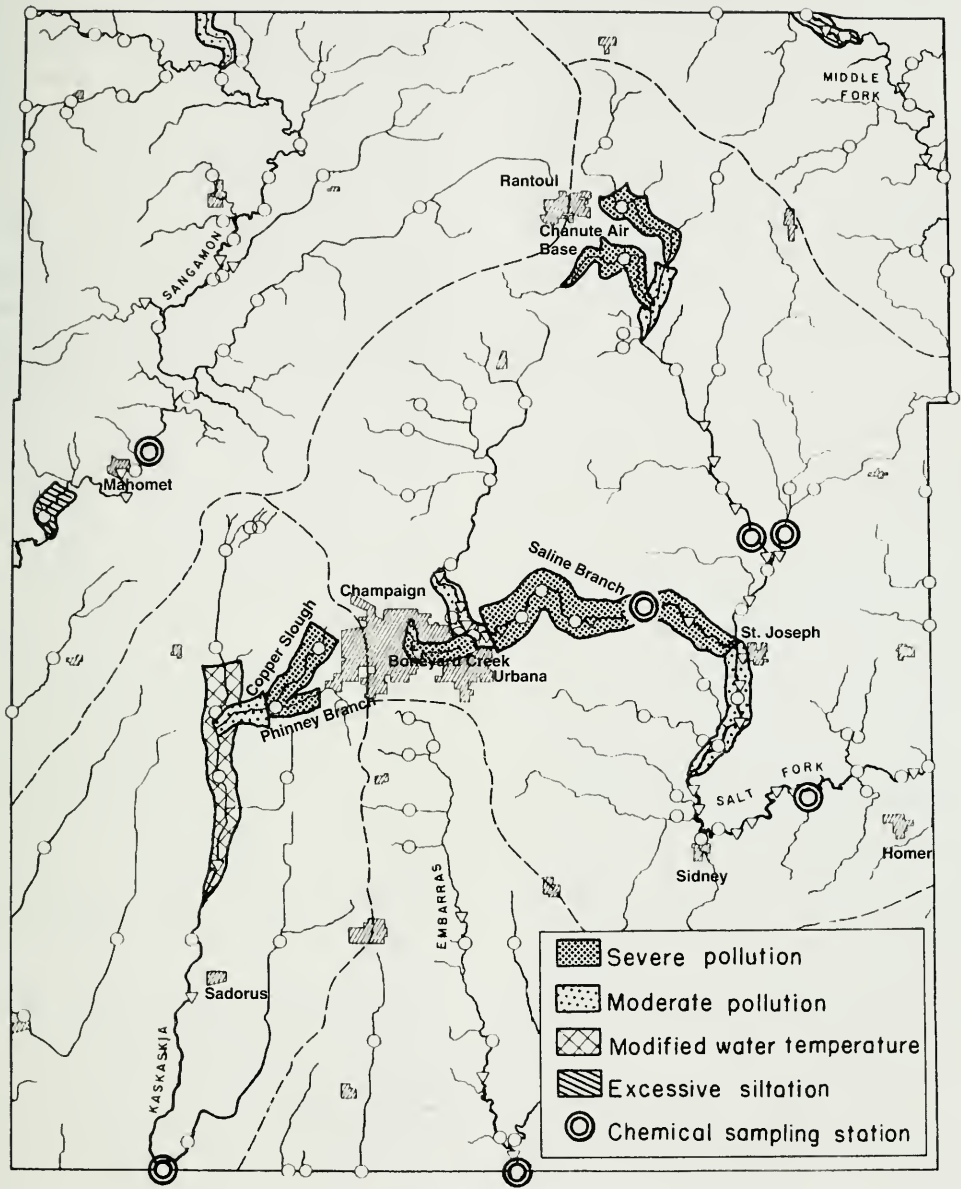 MIDDLE
FORK
Rantoul
Chanute Air
Base
SANGAMON
Mahomet
Saline Branch
Champaign
Copper Slough
St. Joseph
Boneyard Creek
Urbana
Phinney Branch
SALT FORK
Homer
Sidney
EMBARRAS
Sadorus
KASKASKIA
Severe pollution
Moderate pollution
Modified water temperature
Excessive siltation
Chemical sampling station